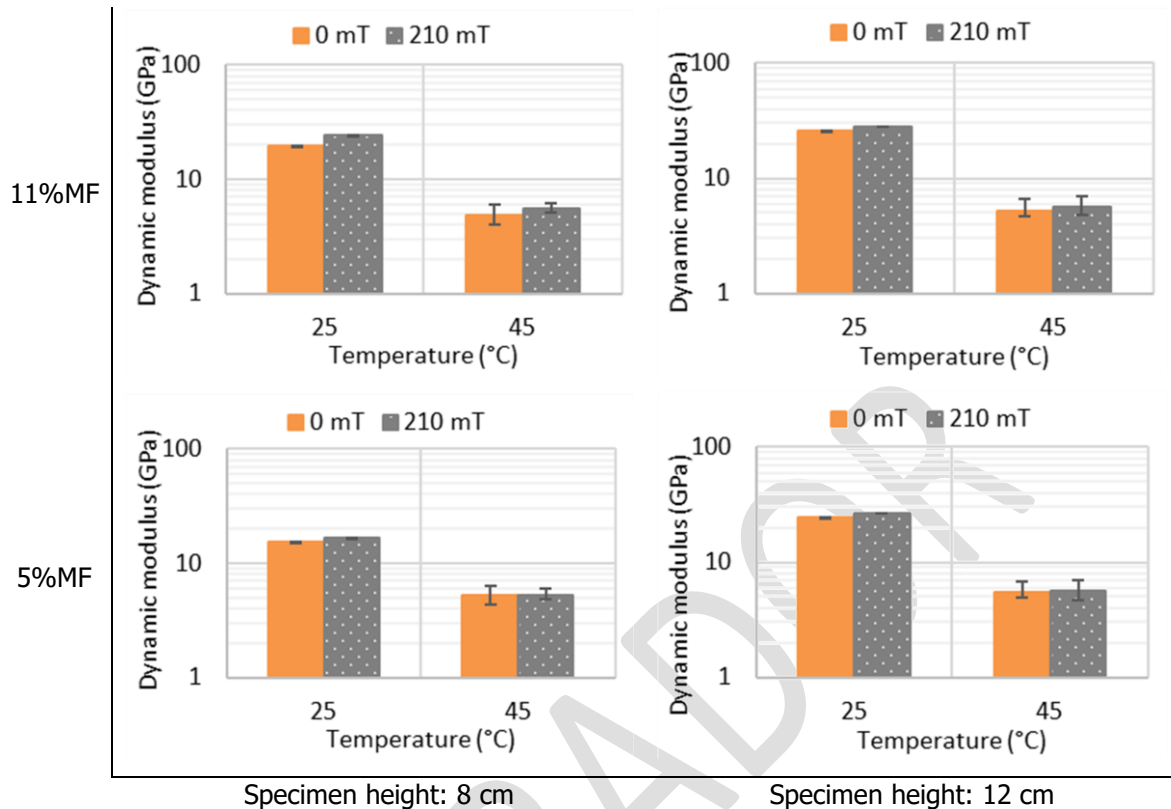 0 mT 210 mT
100
10
1
Dynamic modulus (GPa)
25 45
Temperature (°C)
0 mT 210 mT
100
10
1
Dynamic modulus (GPa)
25 45
Temperature (°C)
11%MF
0 mT 210 mT
100
10
1
Dynamic modulus (GPa)
25 45
Temperature (°C)
0 mT 210 mT
100
10
1
Dynamic modulus (GPa)
25 45
Temperature (°C)
5%MF
Specimen height: 8 cm
Specimen height: 12 cm